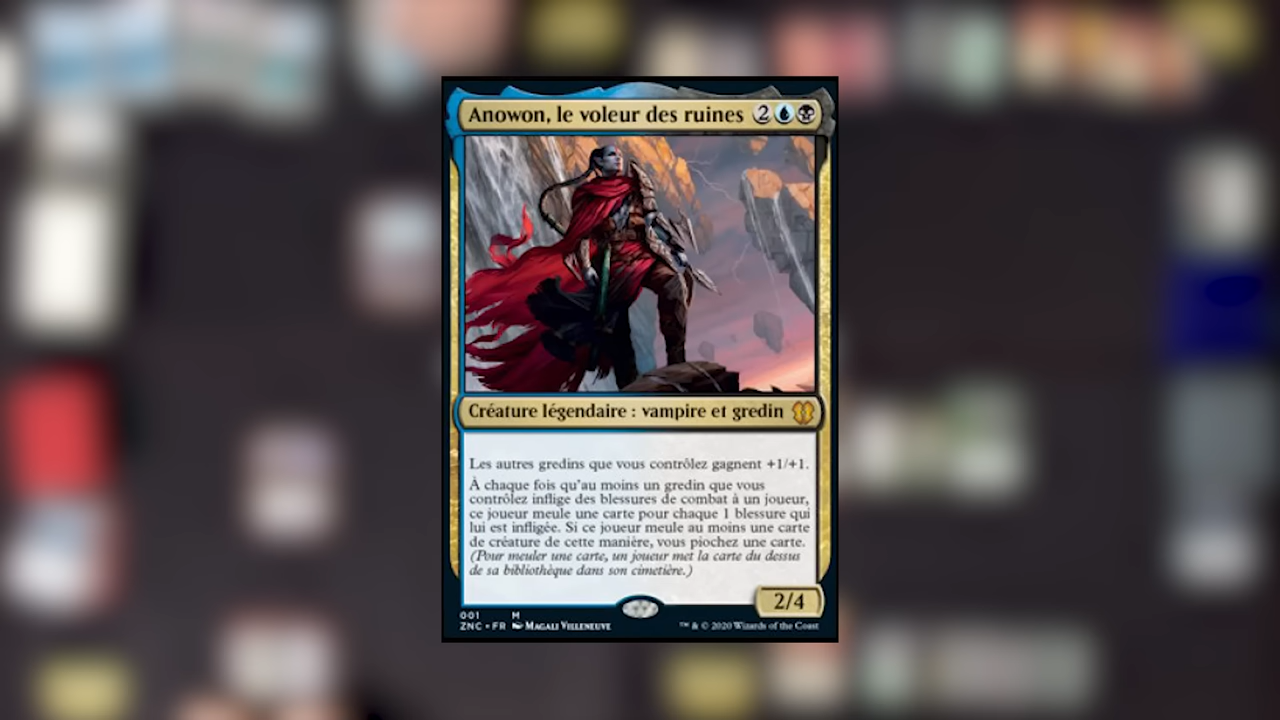 Anowon, le voleur des ruines 2
Créature légendaire : vampire et gredin
Les autres gredins que vous contrôlez gagnent +1/+1.
À chaque fois qu'au moins un gredin que vous
contrôlez inflige des blessures de combat à un joueur,
ce joueur meule une carte pour chaque 1 blessure qui
lui est infligée. Si ce joueur meule au moins une carte
de créature de cette manière, vous piochez une carte.
(Pour meuler une carte, un joueur met la carte du dessus
de sa bibliothèque dans son cimetière.)
2/4
001 M
ZNC • FR Magali Villeneuve
™ & © 2020 Wizards of the Coast